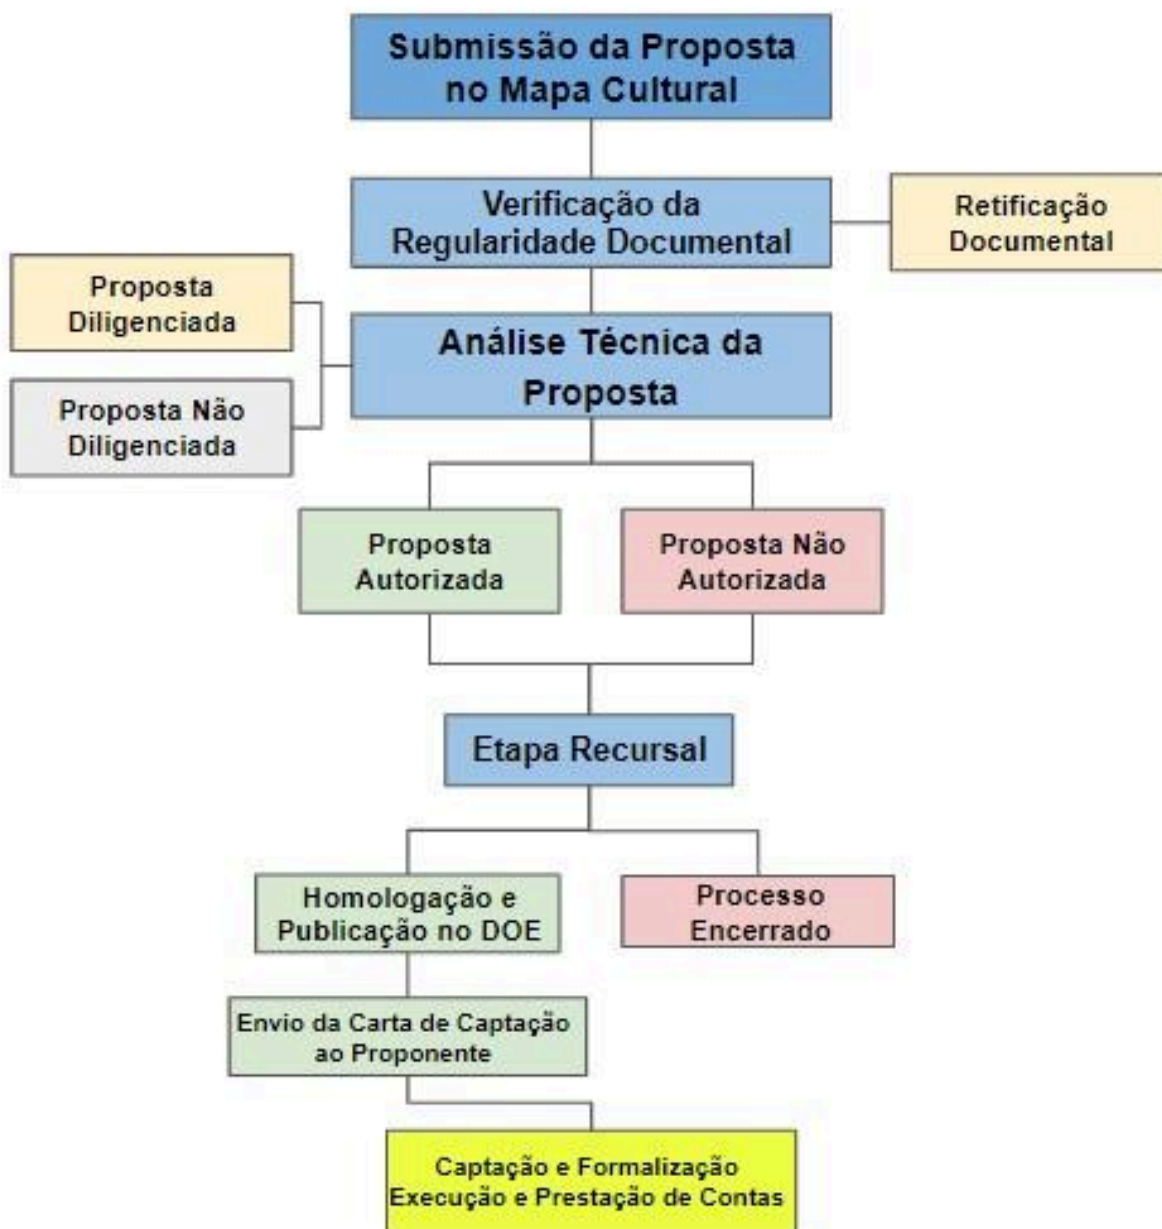 Submissão da Proposta
no Mapa Cultural
Verificação da
Regularidade Documental
Retificação
Documental
Proposta
Diligenciada
Análise Técnica da
Proposta
Proposta Não
Diligenciada
Proposta
Autorizada
Proposta Não
Autorizada
Etapa Recursal
Homologação e
Publicação no DOE
Processo
Encerrado
Envio da Carta de Captação
ao Proponente
Captação e Formalização
Execução e Prestação de Contas